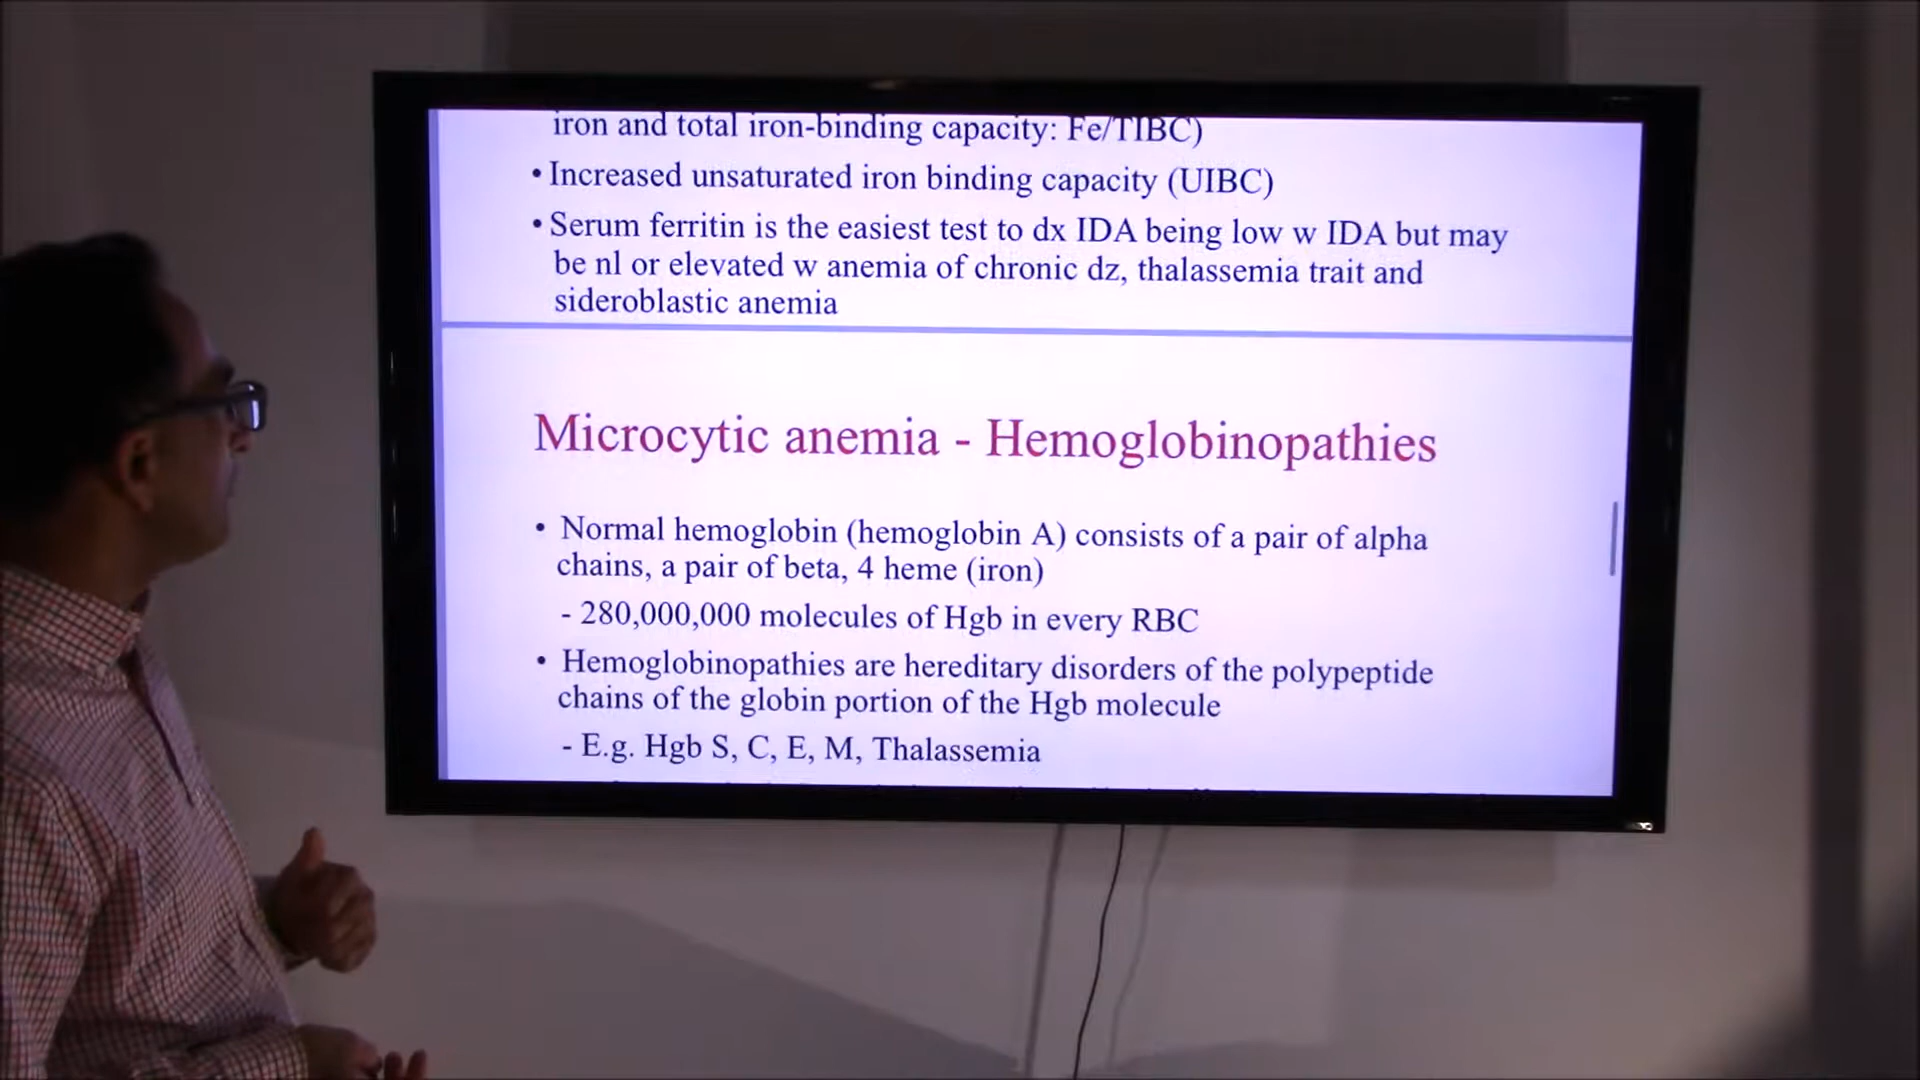 iron and total iron-binding capacity: Fe/TIBC)
• Increased unsaturated iron binding capacity (UIBC)
• Serum ferritin is the easiest test to dx IDA being low w IDA but may
be nl or elevated w anemia of chronic dz, thalassemia trait and
sideroblastic anemia
Microcytic anemia - Hemoglobinopathies
• Normal hemoglobin (hemoglobin A) consists of a pair of alpha
chains, a pair of beta, 4 heme (iron)
- 280,000,000 molecules of Hgb in every RBC
• Hemoglobinopathies are hereditary disorders of the polypeptide
chains of the globin portion of the Hgb molecule
- E.g. Hgb S, C, E, M, Thalassemia